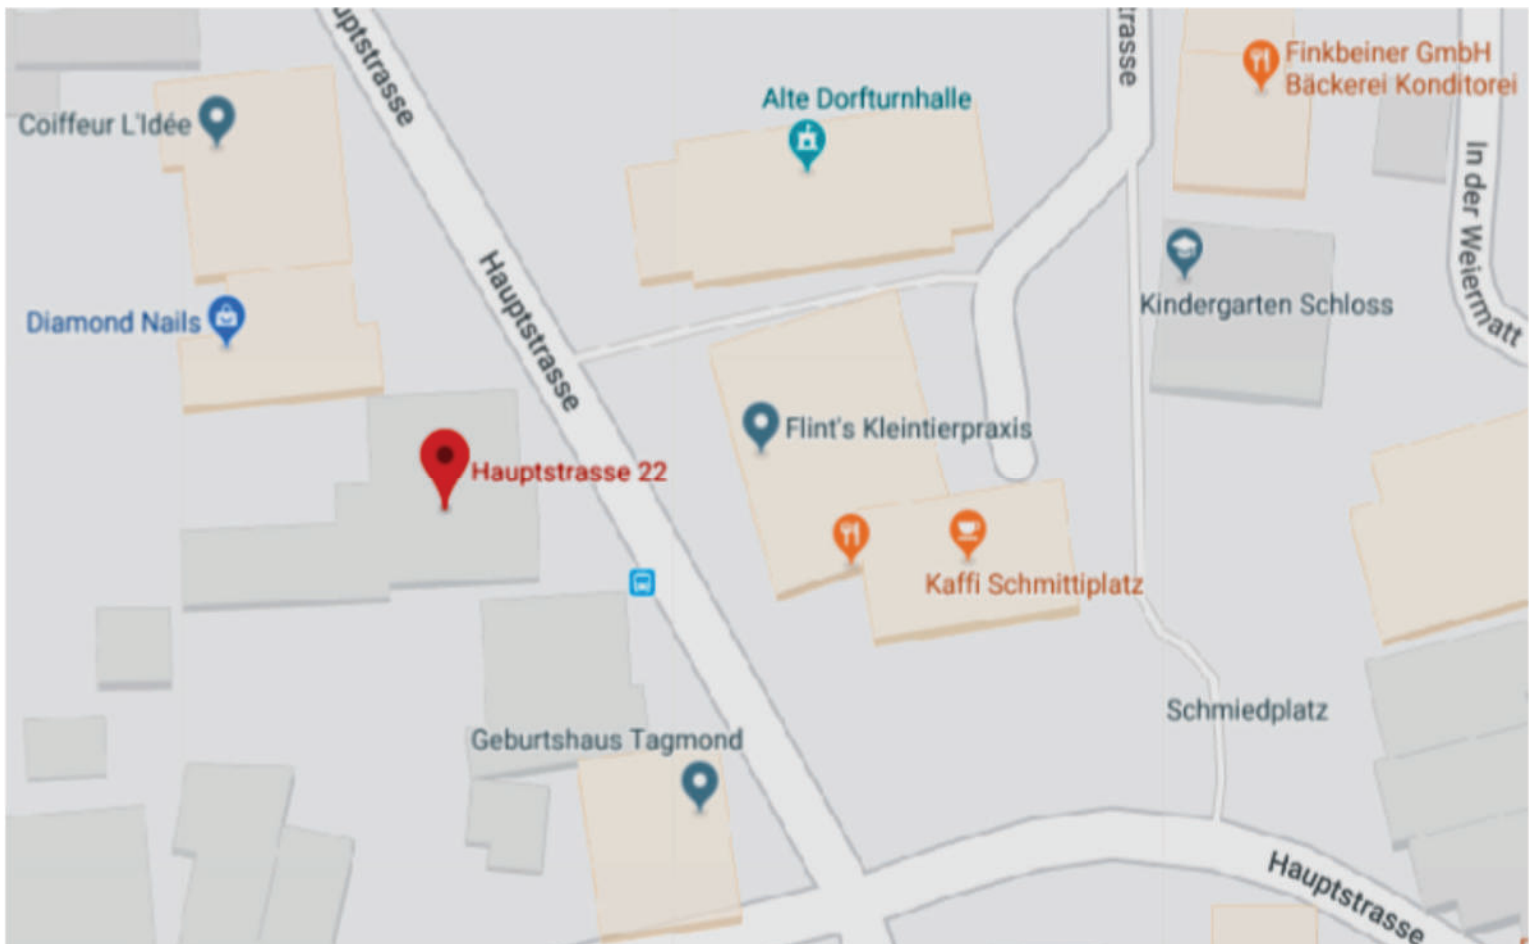 uptstrasse
trasse
Finkbeiner GmbH
Bäckerei Konditorei
Alte Dorfturnhalle
Coiffeur L'Idée
In der Weiermatt
Hauptstrasse
Kindergarten Schloss
Diamond Nails
Flint's Kleintierpraxis
Hauptstrasse 22
Kaffi Schmittiplatz
Schmiedplatz
Geburtshaus Tagmond
Hauptstrasse